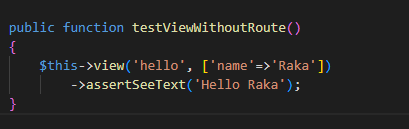 public function testViewWithoutRoute()
{
    $this->view('hello', ['name'=>'Raka'])
        ->assertSeeText('Hello Raka');
}